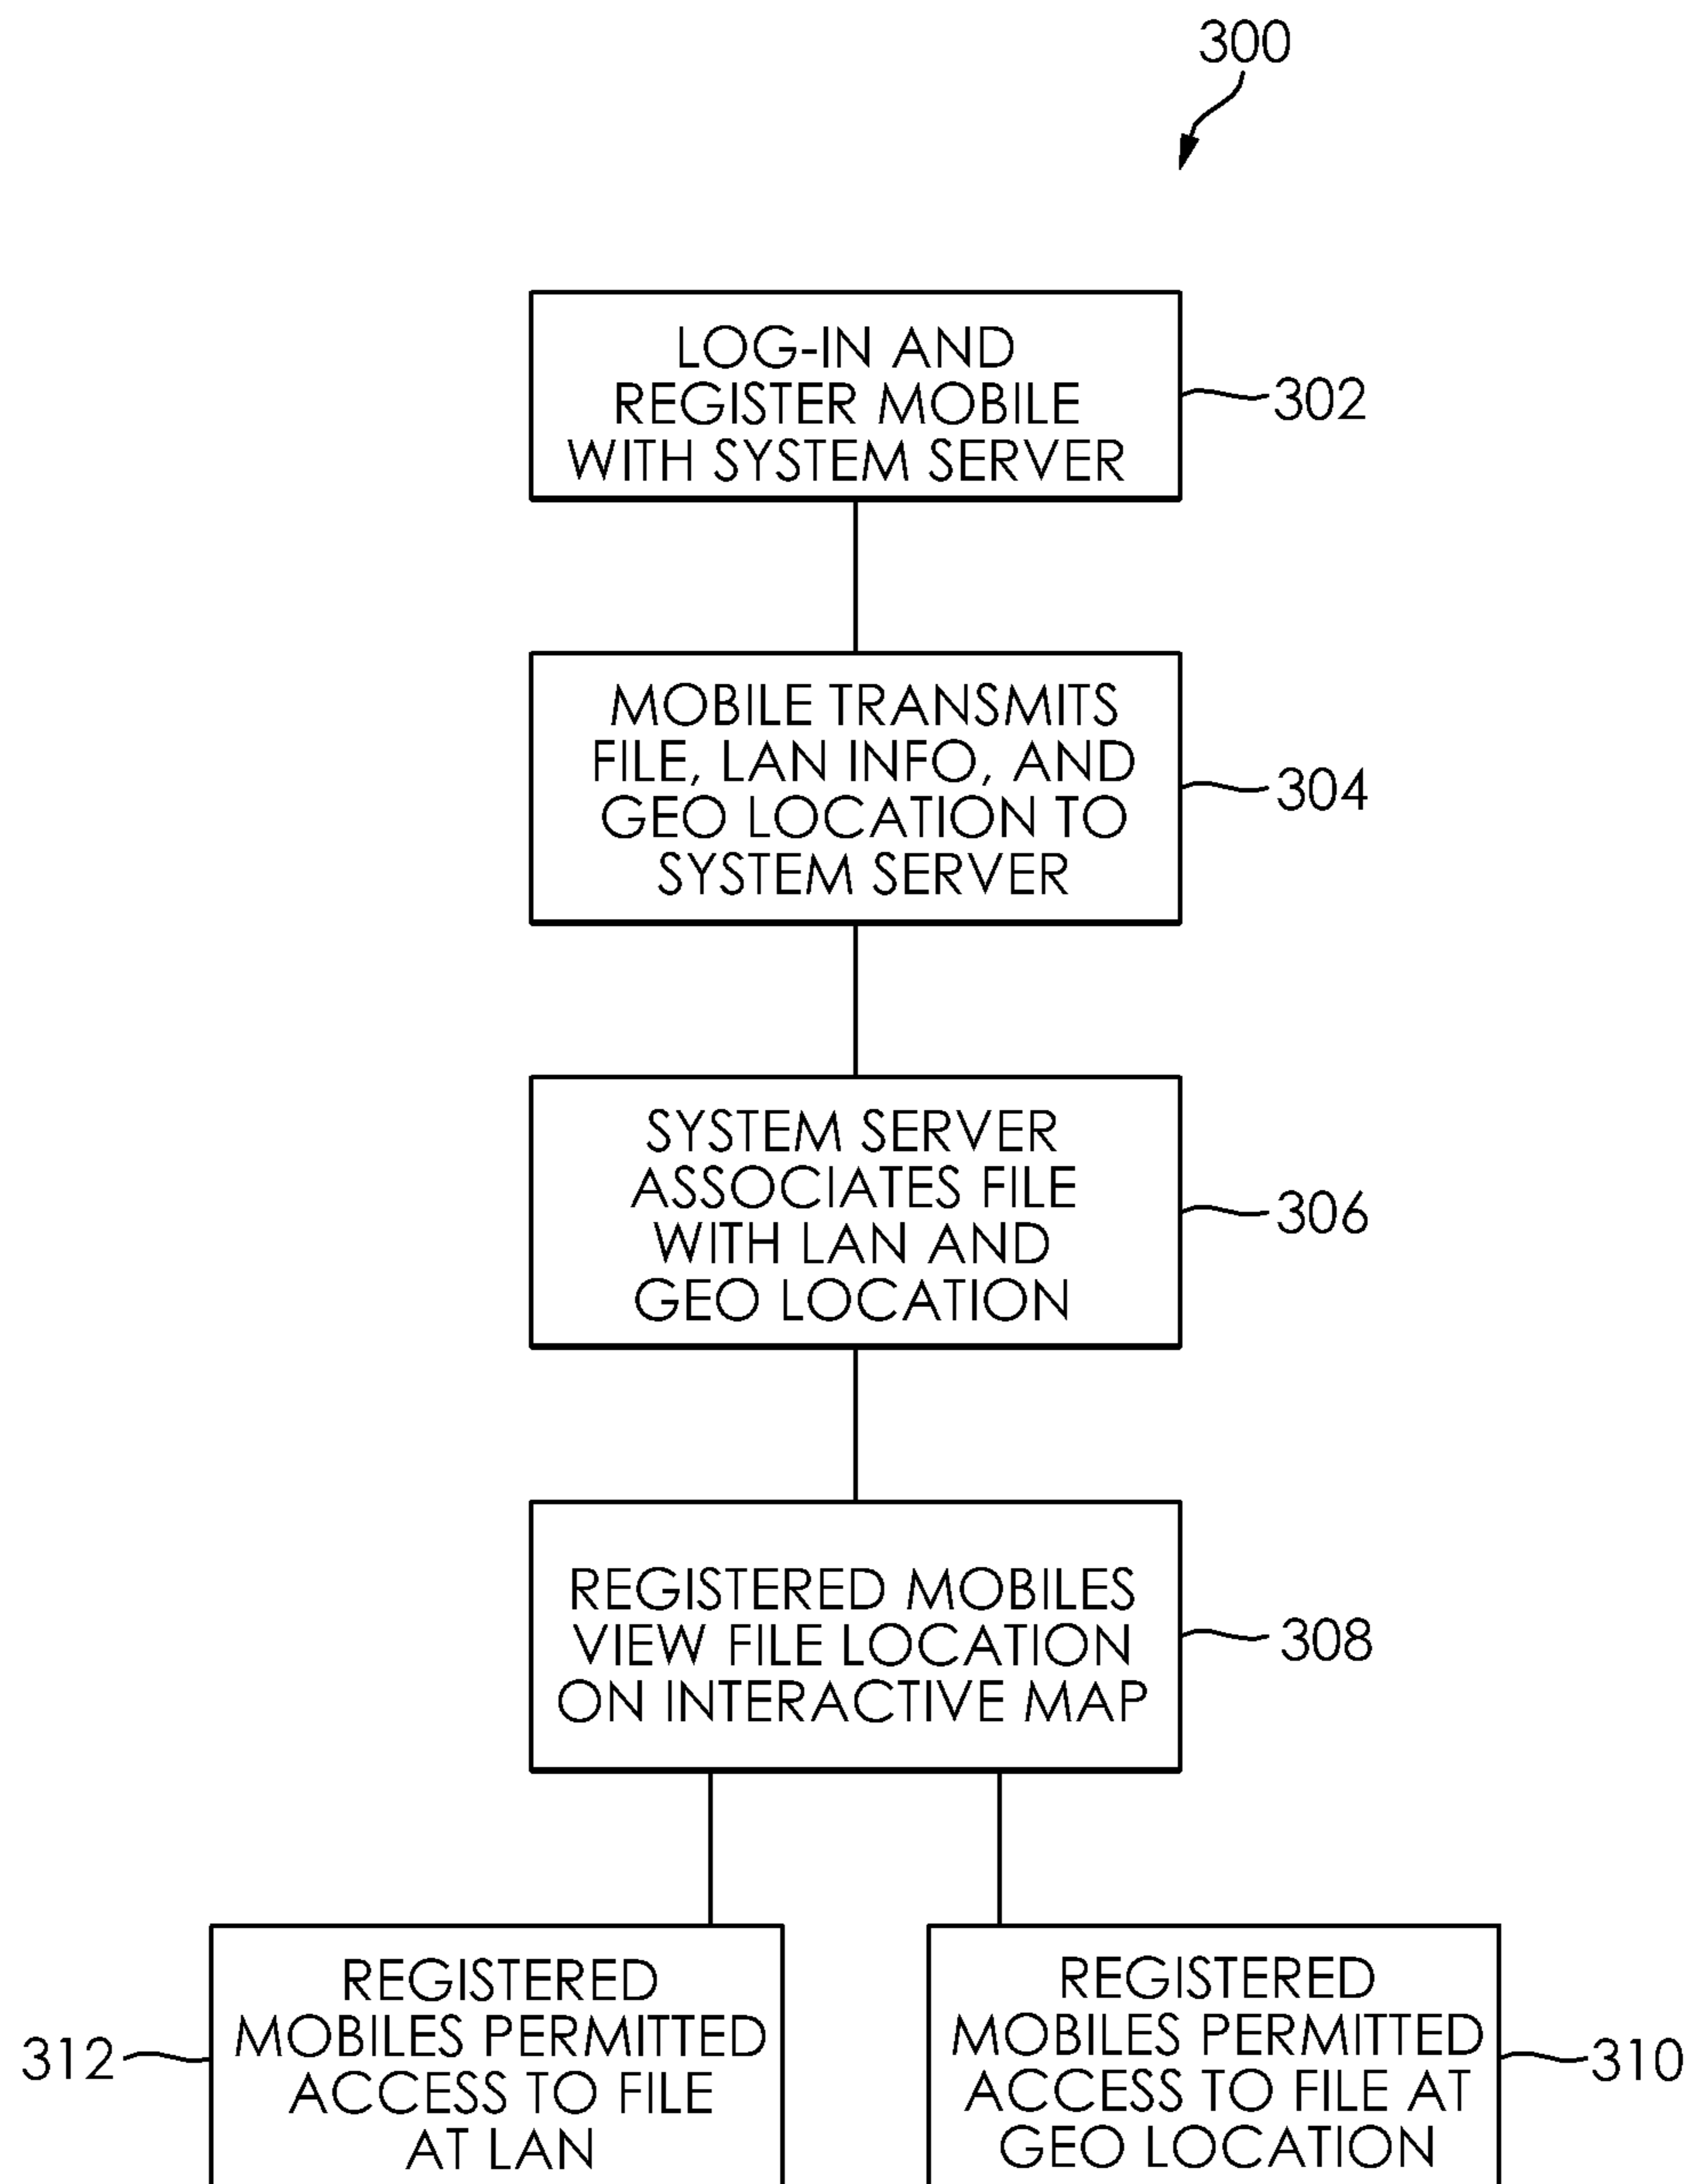 300
LOG-IN AND
REGISTER MOBILE
WITH SYSTEM SERVER
302
MOBILE TRANSMITS
FILE, LAN INFO, AND
GEO LOCATION TO
SYSTEM SERVER
304
SYSTEM SERVER
ASSOCIATES FILE
WITH LAN AND
GEO LOCATION
306
REGISTERED MOBILES
VIEW FILE LOCATION
ON INTERACTIVE MAP
308
312
REGISTERED
MOBILES PERMITTED
ACCESS TO FILE
AT LAN
REGISTERED
MOBILES PERMITTED
ACCESS TO FILE AT
GEO LOCATION
310